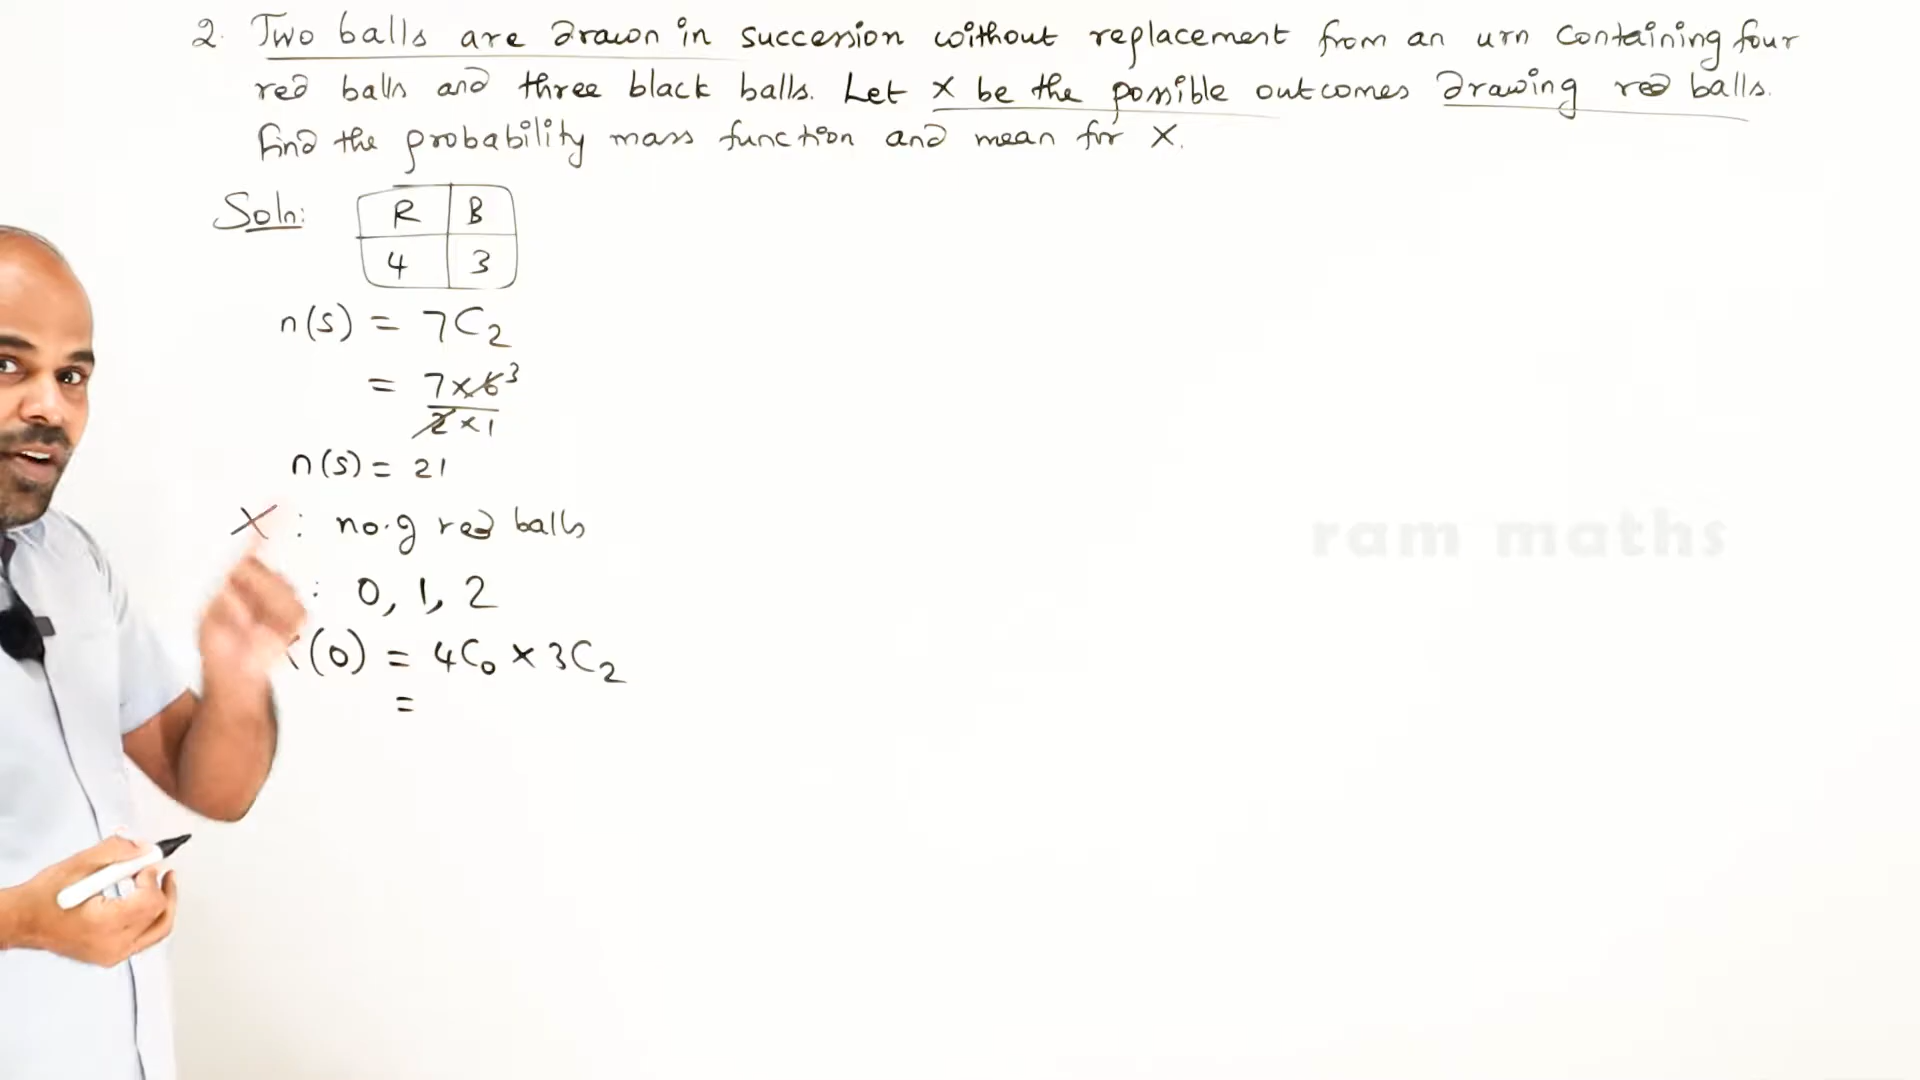 2. Two balls are drawn in succession without replacement from an urn containing four
red balls and three black balls. Let X be the possible outcomes drawing red balls.
Find the probability mass function and mean for X.
Soln:
R B
4 3
n(s) = 7C₂
= 7×6³
2×1
n(s) = 21
X : no. of red balls
: 0, 1, 2
(0) = 4C₀ × 3C₂
=
ram maths